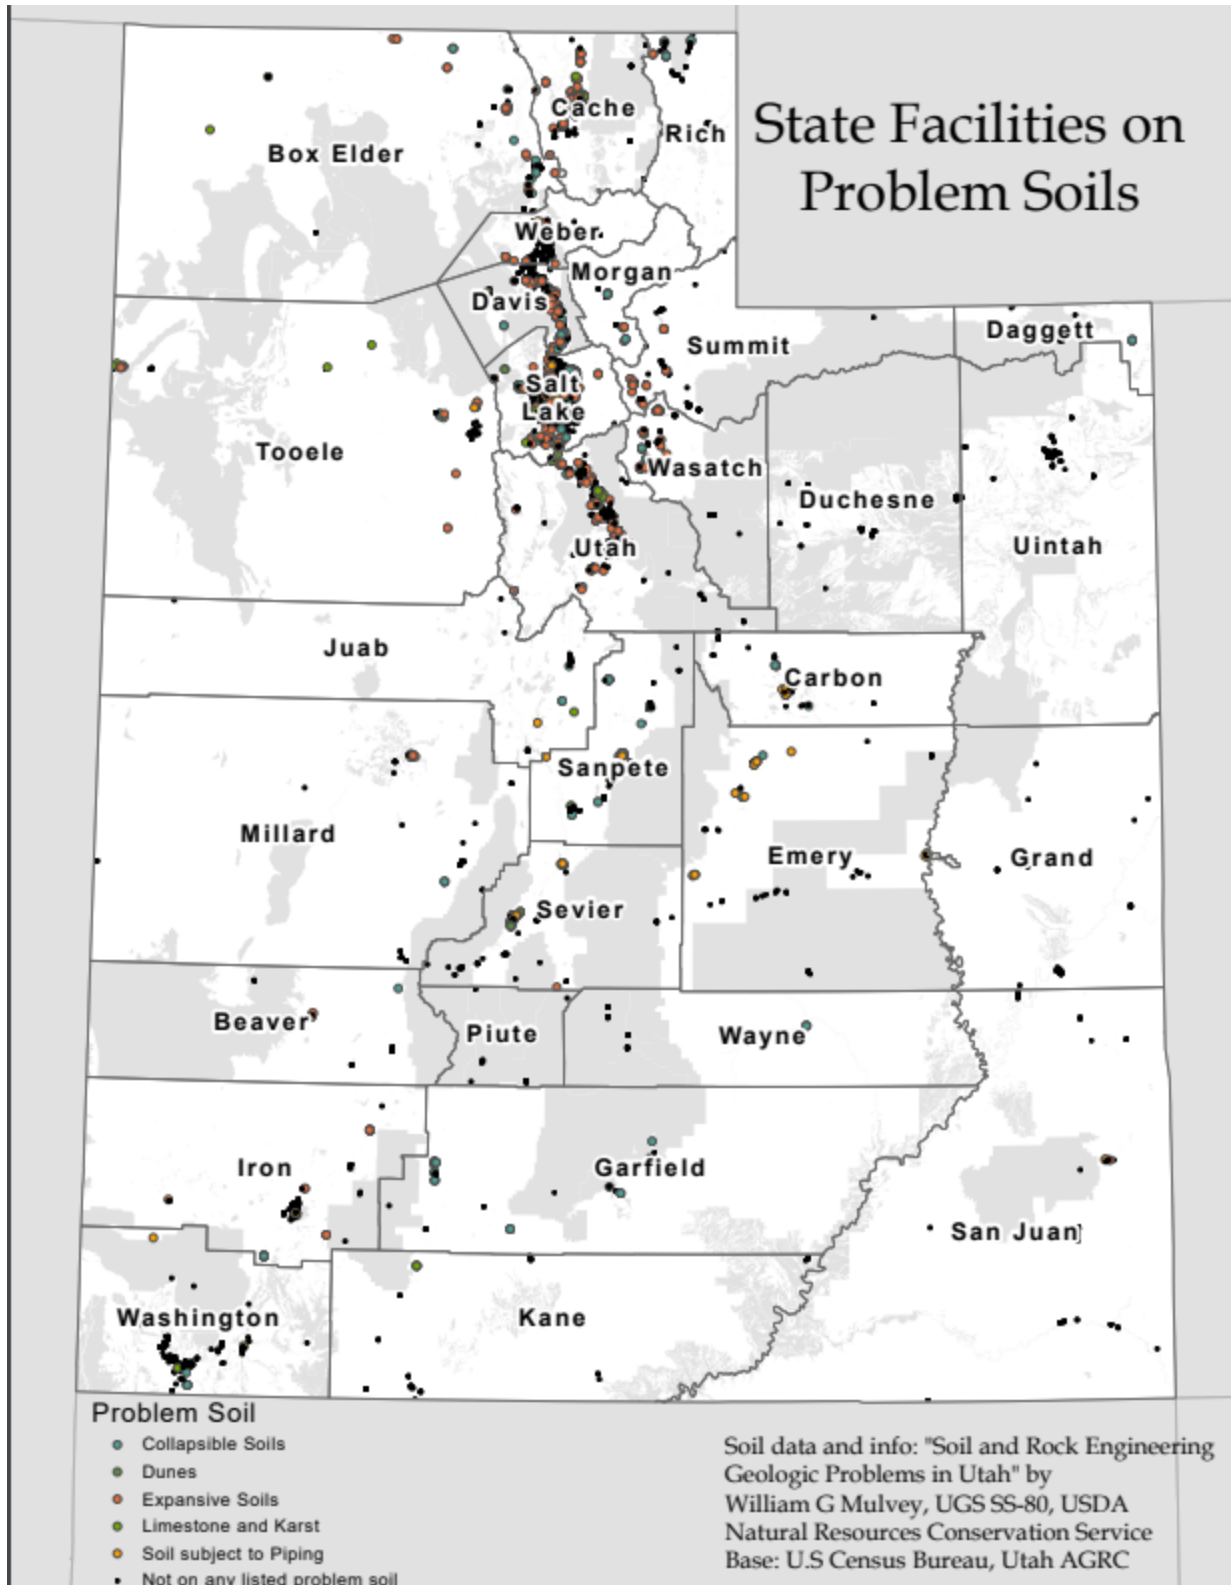 State Facilities on
Problem Soils
Cache
Rich
Box Elder
Weber
Morgan
Davis
Daggett
Summit
Salt
Lake
Tooele
Wasatch
Duchesne
Utah
Uintah
Juab
Carbon
Sanpete
Millard
Emery
Grand
Sevier
Beaver
Piute
Wayne
Iron
Garfield
San Juan
Washington
Kane
Problem Soil
Collapsible Soils
Dunes
Expansive Soils
Limestone and Karst
Soil subject to Piping
Not on any listed problem soil
Soil data and info: "Soil and Rock Engineering
Geologic Problems in Utah" by
William G Mulvey, UGS SS-80, USDA
Natural Resources Conservation Service
Base: U.S Census Bureau, Utah AGRC